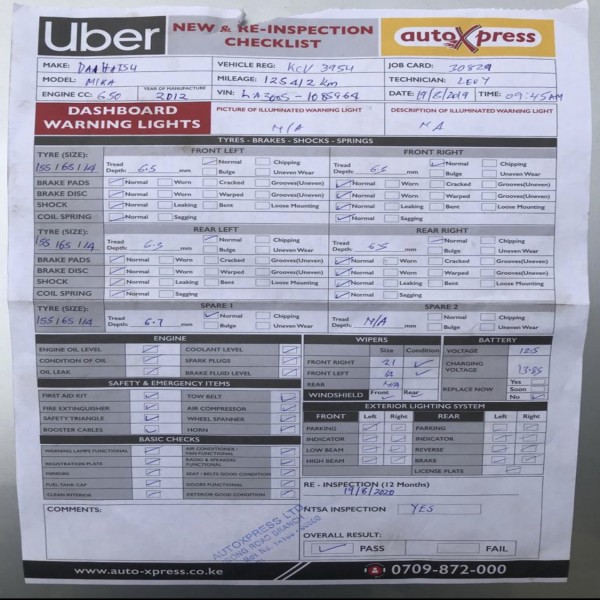 Uber
NEW & RE-INSPECTION
CHECKLIST
autoXpress
MAKE: DAAHATSU VEHICLE REG: KCV 395Y JOB CARD: 30829
MODEL: MIRA MILEAGE: 125412 km TECHNICIAN: LEVY
ENGINE CC: 650 YEAR OF MANUFACTURE 2012 VIN: LA300S-1085964 DATE: 19/8/2019 TIME: 09:45AM
DASHBOARD
WARNING LIGHTS
PICTURE OF ILLUMINATED WARNING LIGHT DESCRIPTION OF ILLUMINATED WARNING LIGHT
N/A NA
TYRES - BRAKES - SHOCKS - SPRINGS
FRONT LEFT FRONT RIGHT
TYRE (SIZE): 155/65/14 Tread Depth: 6.5 mm Normal Chipping Bulge Uneven Wear Tread Depth: 6.5 mm Normal Chipping Bulge Uneven Wear
BRAKE PADS Normal Worn Cracked Grooves(Uneven) Normal Worn Cracked Grooves(Uneven)
BRAKE DISC Normal Worn Warped Grooves(Uneven) Normal Worn Warped Grooves(Uneven)
SHOCK Normal Leaking Bent Loose Mounting Normal Leaking Bent Loose Mounting
COIL SPRING Normal Sagging Normal Sagging
REAR LEFT REAR RIGHT
TYRE (SIZE): 155/65/14 Tread Depth: 6.5 mm Normal Chipping Bulge Uneven Wear Tread Depth: 6.5 mm Normal Chipping Bulge Uneven Wear
BRAKE PADS Normal Worn Cracked Grooves(Uneven) Normal Worn Cracked Grooves(Uneven)
BRAKE DISC Normal Worn Warped Grooves(Uneven) Normal Worn Warped Grooves(Uneven)
SHOCK Normal Leaking Bent Loose Mounting Normal Leaking Bent Loose Mounting
COIL SPRING Normal Sagging Normal Sagging
SPARE 1 SPARE 2
TYRE (SIZE): 155/65/14 Tread Depth: 6.7 mm Normal Chipping Bulge Uneven Wear Tread Depth: N/A mm Normal Chipping Bulge Uneven Wear
ENGINE
ENGINE OIL LEVEL COOLANT LEVEL
CONDITION OF OIL SPARK PLUGS
OIL LEAK BRAKE FLUID LEVEL
SAFETY & EMERGENCY ITEMS
FIRST AID KIT TOW BELT
FIRE EXTINGUISHER AIR COMPRESSOR
SAFETY TRIANGLE WHEEL SPANNER
BOOSTER CABLES HORN
BASIC CHECKS
WARNING LAMPS FUNCTIONAL AIR CONDITIONER / FAN FUNCTIONAL
REGISTRATION PLATE RADIO & SPEAKERS FUNCTIONAL
MIRRORS SEAT / BELTS GOOD CONDITION
FUEL TANK CAP DOORS FUNCTIONAL
CLEAN INTERIOR EXTERIOR GOOD CONDITION
WIPERS
Size Condition
FRONT RIGHT 21
FRONT LEFT
REAR N/A
WINDSHIELD Front Rear
BATTERY
VOLTAGE 12.5
CHARGING VOLTAGE 13.85
REPLACE NOW Yes Soon No
EXTERIOR LIGHTING SYSTEM
FRONT Left Right REAR Left Right
PARKING PARKING
INDICATOR INDICATOR
LOW BEAM REVERSE
HIGH BEAM BRAKE
LICENSE PLATE
RE - INSPECTION (12 Months)
19/8/2020
NTSA INSPECTION YES
COMMENTS:
AUTOXPRESS LTD
NGONG ROAD BRANCH
OVERALL RESULT:
PASS FAIL
www.auto-xpress.co.ke 0709-872-000